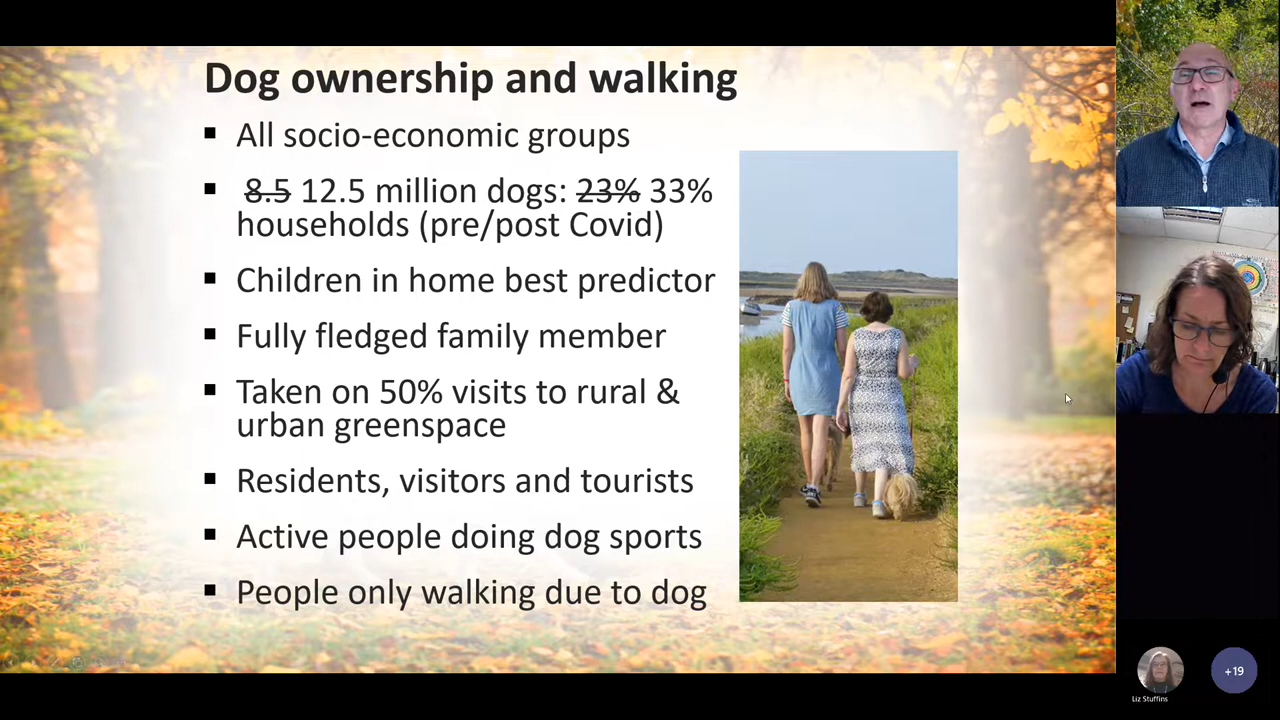 Dog ownership and walking
▪ All socio-economic groups
▪ 8.5 12.5 million dogs: 23% 33%
households (pre/post Covid)
▪ Children in home best predictor
▪ Fully fledged family member
▪ Taken on 50% visits to rural &
urban greenspace
▪ Residents, visitors and tourists
▪ Active people doing dog sports
▪ People only walking due to dog
Liz Stuffins
+19